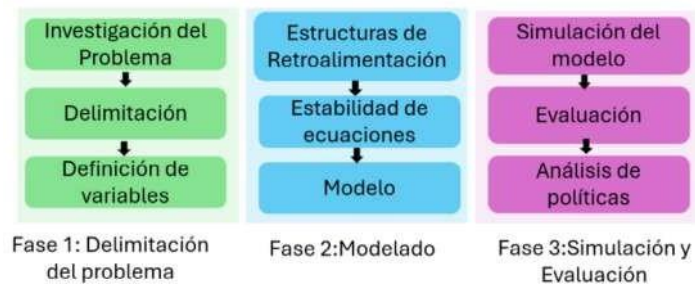 Investigación del
Problema
Delimitación
Definición de
variables
Fase 1: Delimitación
del problema
Estructuras de
Retroalimentación
Estabilidad de
ecuaciones
Modelo
Fase 2:Modelado
Simulación del
modelo
Evaluación
Análisis de
políticas
Fase 3:Simulación y
Evaluación